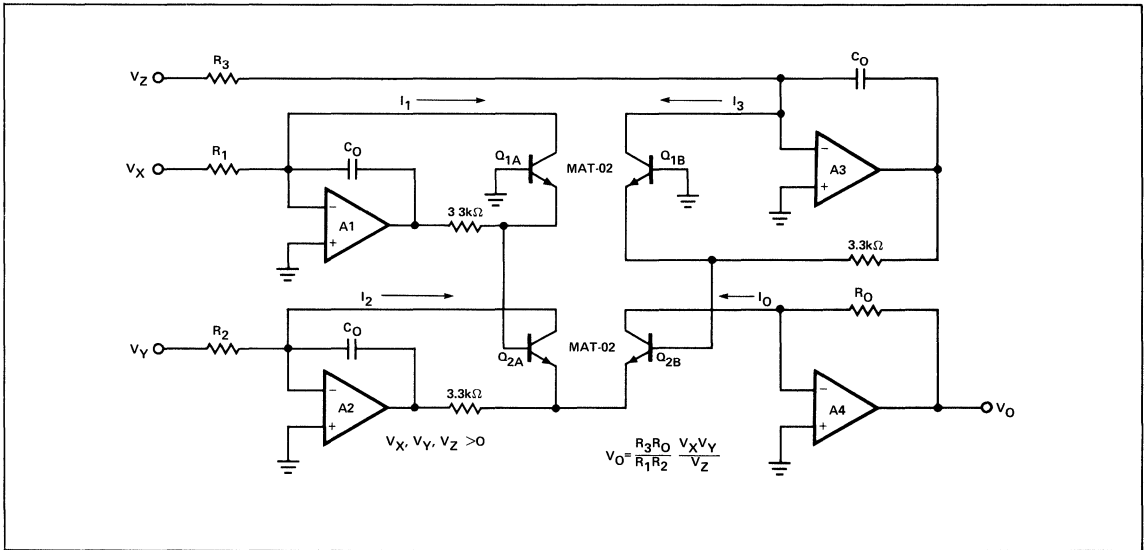 VZ
R3
CO
I1
I3
VX
R1
CO
Q1A
MAT-02
Q1B
−
+
A3
−
+
A1
3 3kΩ
3.3kΩ
I2
IO
RO
VY
R2
CO
Q2A
MAT-02
Q2B
−
+
A2
3.3kΩ
−
+
A4
VO
VX, VY, VZ >0
VO= R3RO VXVY
R1R2 VZ